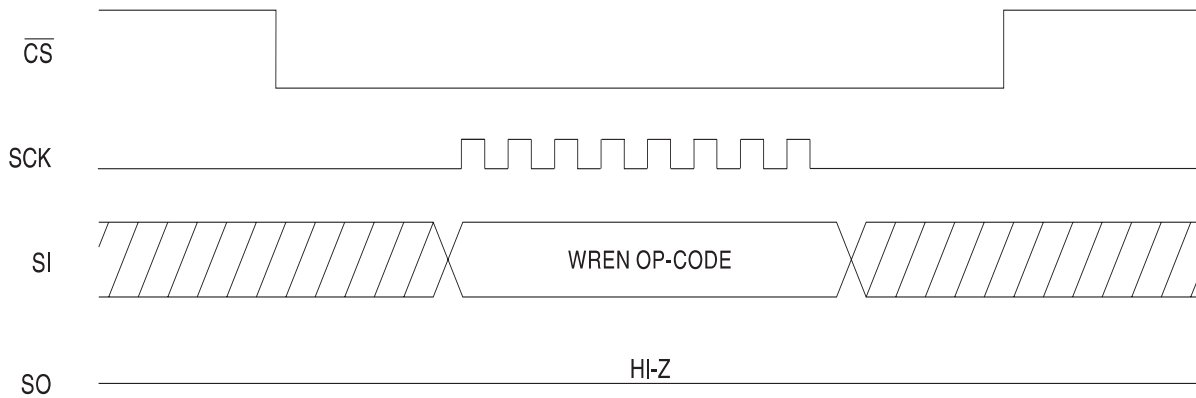 CS
SCK
SI
WREN OP-CODE
HI-Z
SO